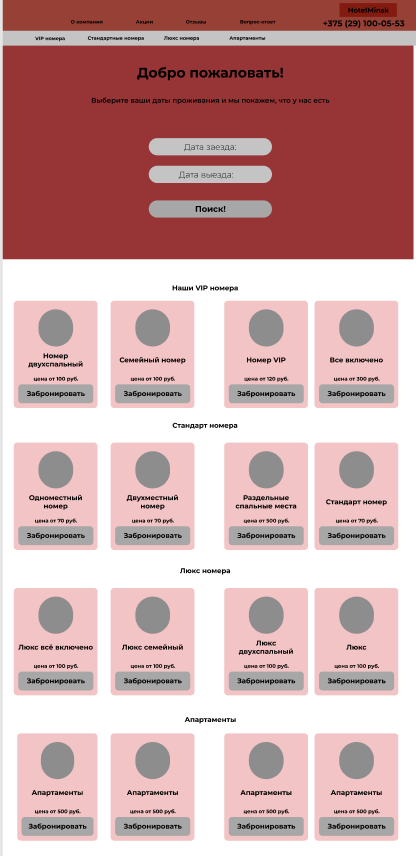 HotelMinsk
О компании Акции Отзывы Вопрос-ответ +375 (29) 100-05-53
VIP номера Стандартные номера Люкс номера Апартаменты
Добро пожаловать!
Выберите ваши даты проживания и мы покажем, что у нас есть
Дата заезда:
Дата выезда:
Поиск!
Наши VIP номера
Номер
двухспальный
цена от 100 руб.
Забронировать
Семейный номер
цена от 100 руб.
Забронировать
Номер VIP
цена от 120 руб.
Забронировать
Все включено
цена от 300 руб.
Забронировать
Стандарт номера
Одноместный
номер
цена от 70 руб.
Забронировать
Двухместный
номер
цена от 70 руб.
Забронировать
Раздельные
спальные места
цена от 500 руб.
Забронировать
Стандарт номер
цена от 70 руб.
Забронировать
Люкс номера
Люкс всё включено
цена от 100 руб.
Забронировать
Люкс семейный
цена от 100 руб.
Забронировать
Люкс
двухспальный
цена от 100 руб.
Забронировать
Люкс
цена от 100 руб.
Забронировать
Апартаменты
Апартаменты
цена от 500 руб.
Забронировать
Апартаменты
цена от 500 руб.
Забронировать
Апартаменты
цена от 500 руб.
Забронировать
Апартаменты
цена от 500 руб.
Забронировать